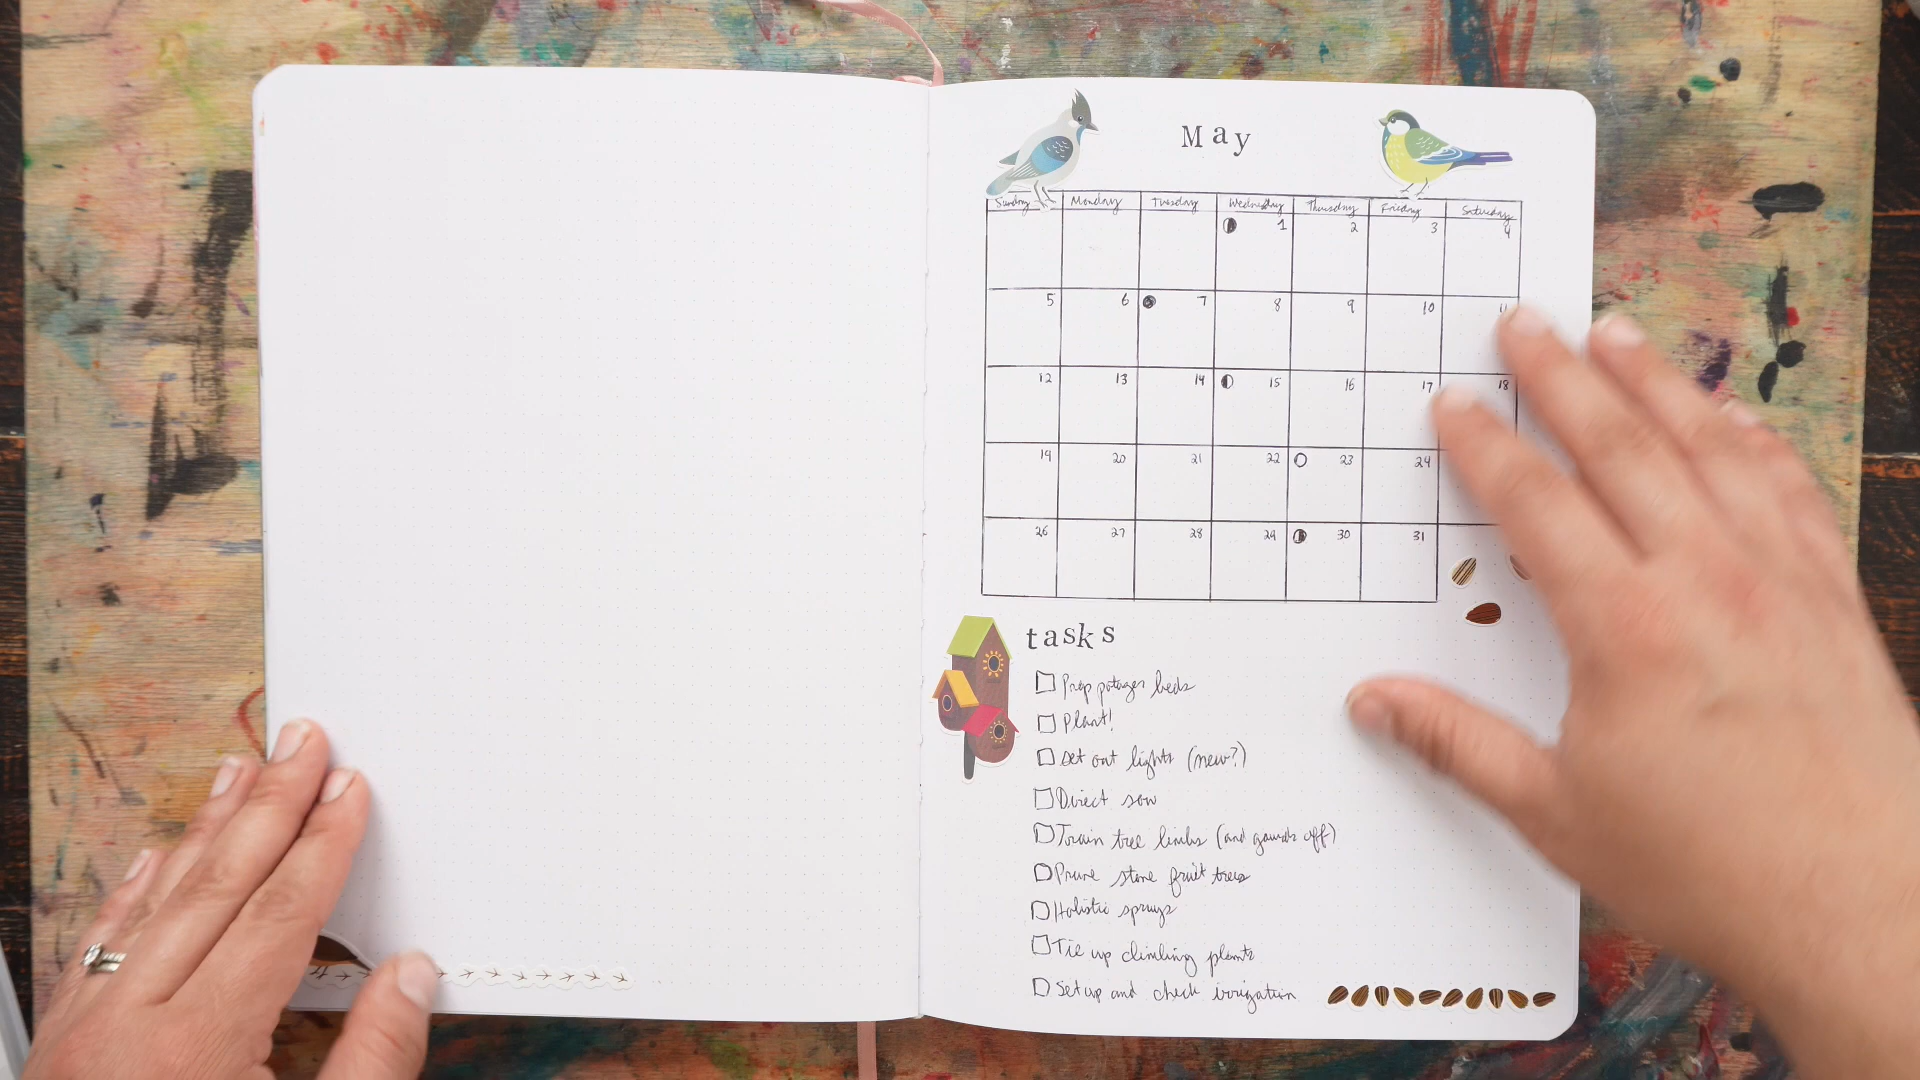 May
Sunday Monday Tuesday Wednesday Thursday Friday Saturday
1 2 3 4
5 6 7 8 9 10 11
12 13 14 15 16 17 18
19 20 21 22 23 24
26 27 28 29 30 31
tasks
Prep potager beds
Plant!
Set out lights (new?)
Direct sow
Train tree limbs (and guards off)
Prune stone fruit trees
Holistic sprays
Tie up climbing plants
Set up and check irrigation